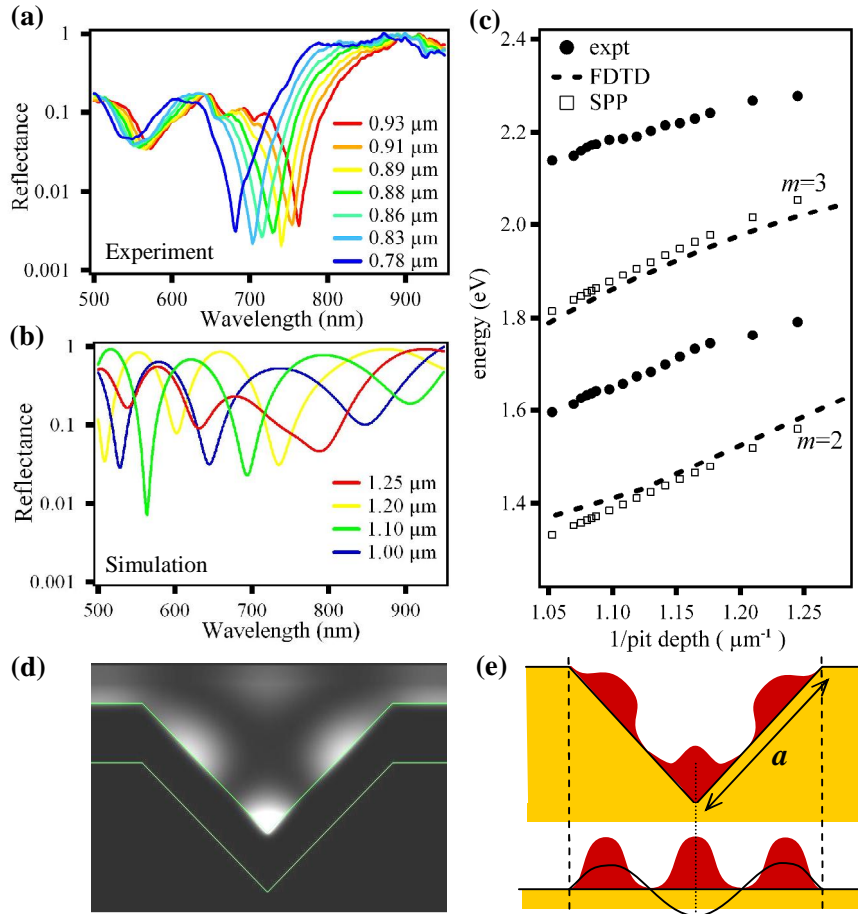 (a)
1
0.1
0.01
0.001
Reflectance
0.93 µm
0.91 µm
0.89 µm
0.88 µm
0.86 µm
0.83 µm
0.78 µm
Experiment
500 600 700 800 900
Wavelength (nm)
(b)
1
0.1
0.01
0.001
Reflectance
1.25 µm
1.20 µm
1.10 µm
1.00 µm
Simulation
500 600 700 800 900
Wavelength (nm)
(c)
2.4
2.2
2.0
1.8
1.6
1.4
energy (eV)
expt
FDTD
SPP
m=3
m=2
1.05 1.10 1.15 1.20 1.25
1/pit depth ( µm⁻¹ )
(d)
(e)
a